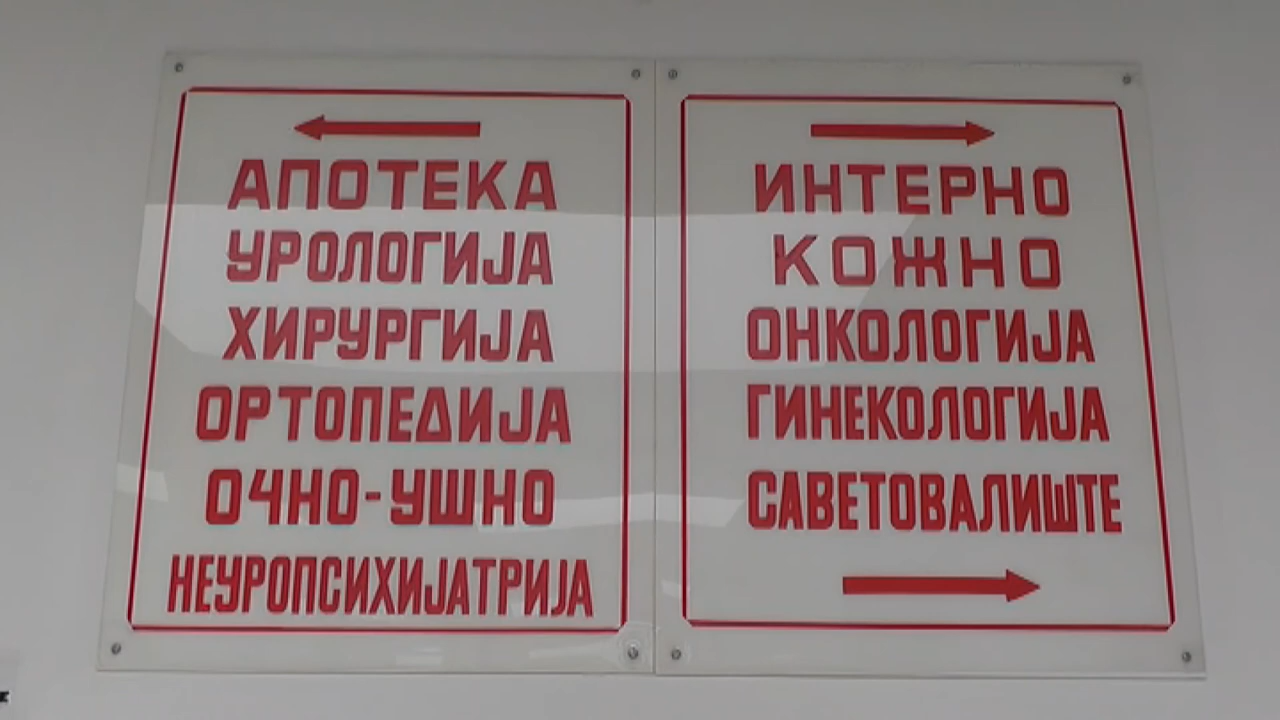 АПОТЕКА
УРОЛОГИЈА
ХИРУРГИЈА
ОРТОПЕДИЈА
ОЧНО-УШНО
НЕУРОПСИХИЈАТРИЈА
ИНТЕРНО
КОЖНО
ОНКОЛОГИЈА
ГИНЕКОЛОГИЈА
САВЕТОВАЛИШТЕ